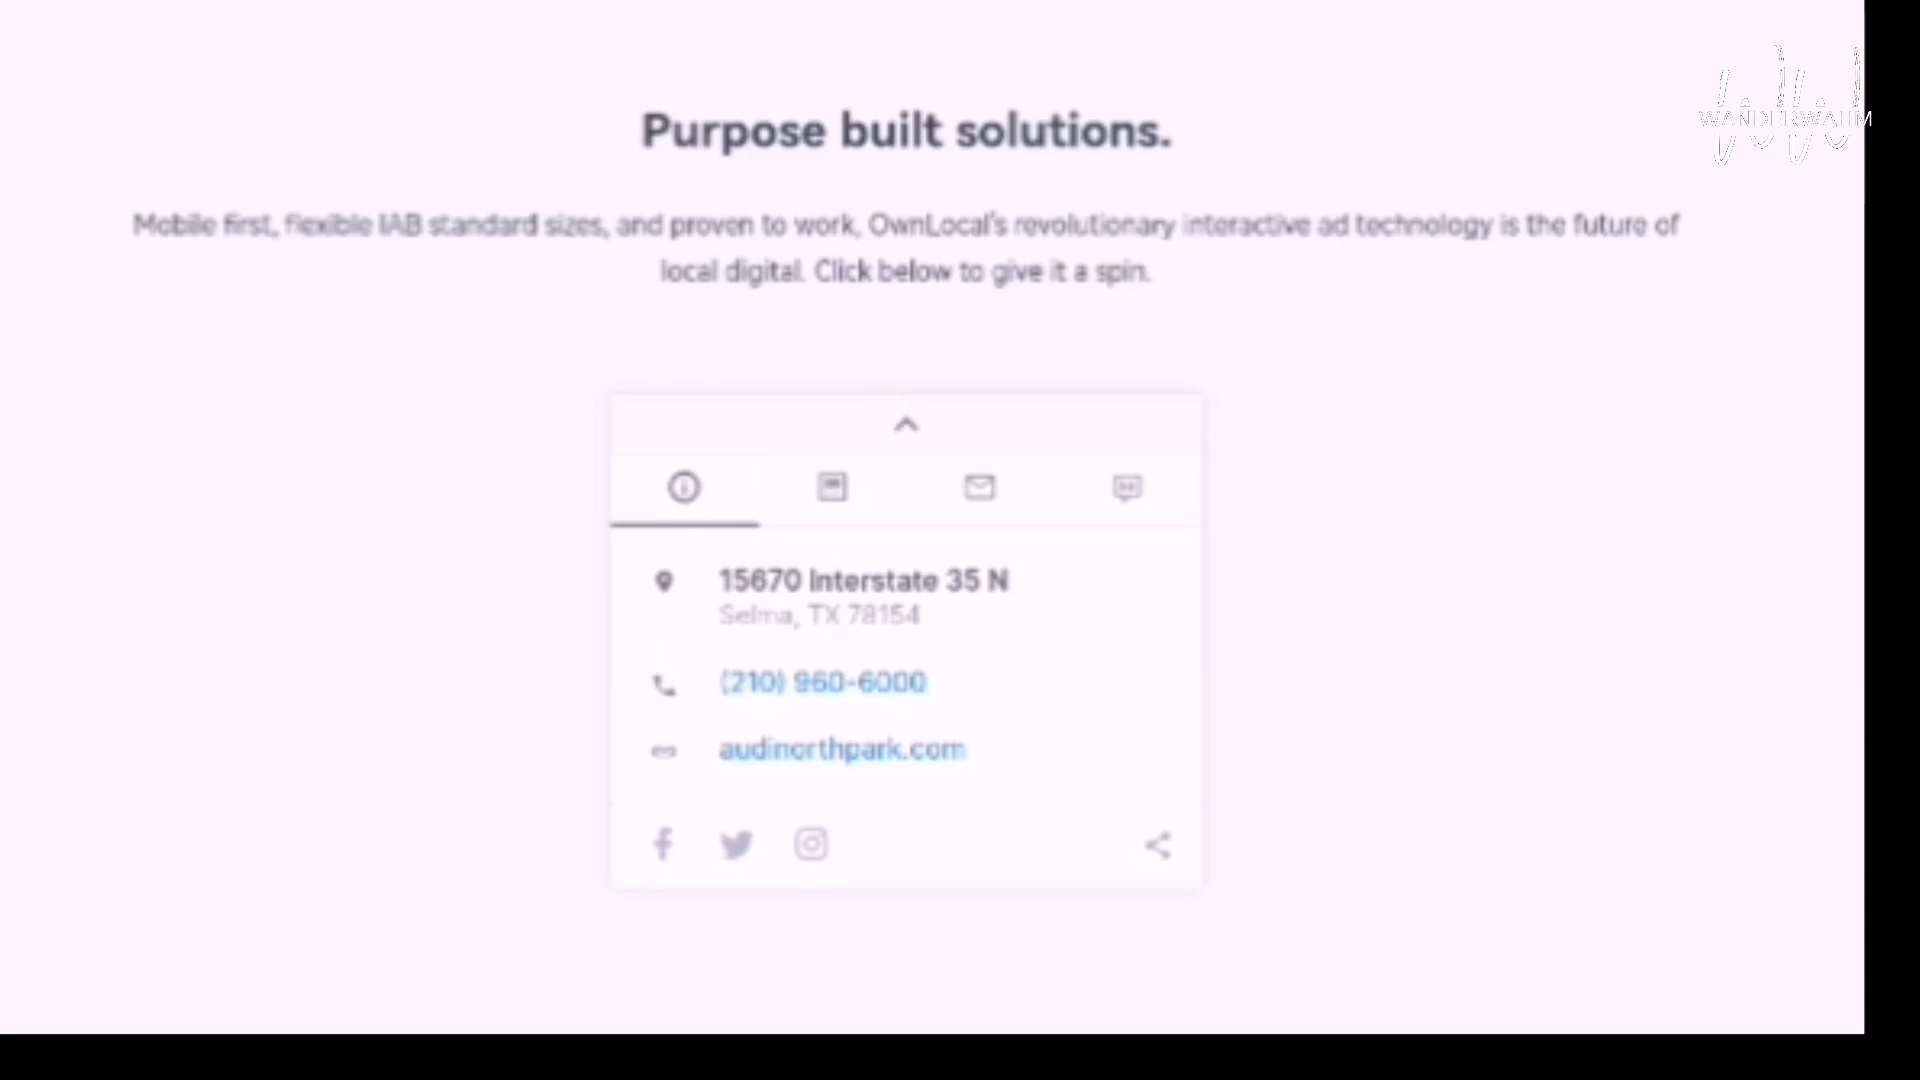 WANDERWAHM
Purpose built solutions.
Mobile first, flexible IAB standard sizes, and proven to work, OwnLocal's revolutionary interactive ad technology is the future of
local digital. Click below to give it a spin.
15670 Interstate 35 N
Selma, TX 78154
(210) 960-6000
audinorthpark.com